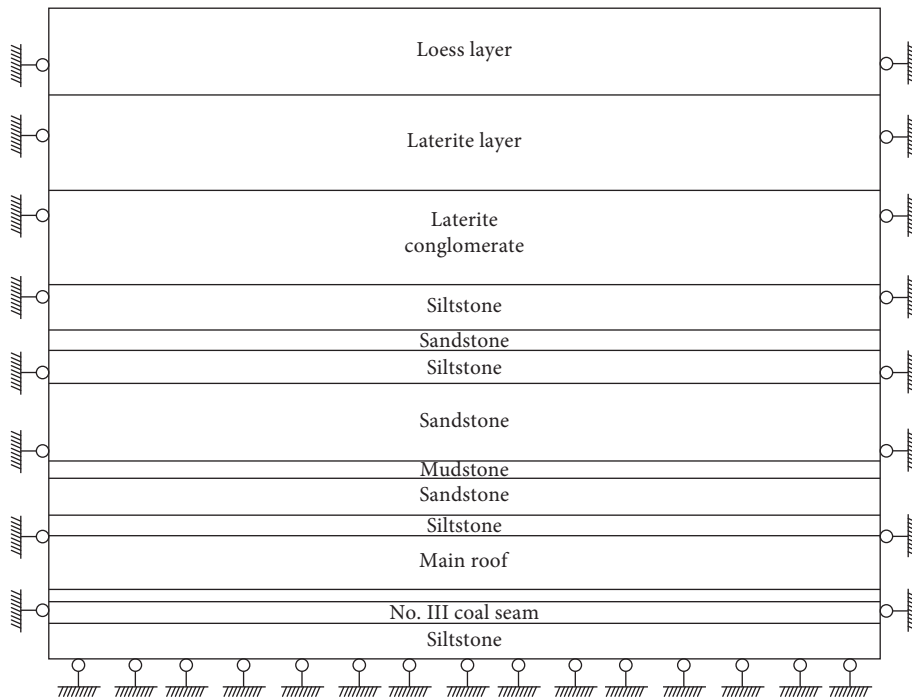 Loess layer
Laterite layer
Laterite
conglomerate
Siltstone
Sandstone
Siltstone
Sandstone
Mudstone
Sandstone
Siltstone
Main roof
No. III coal seam
Siltstone